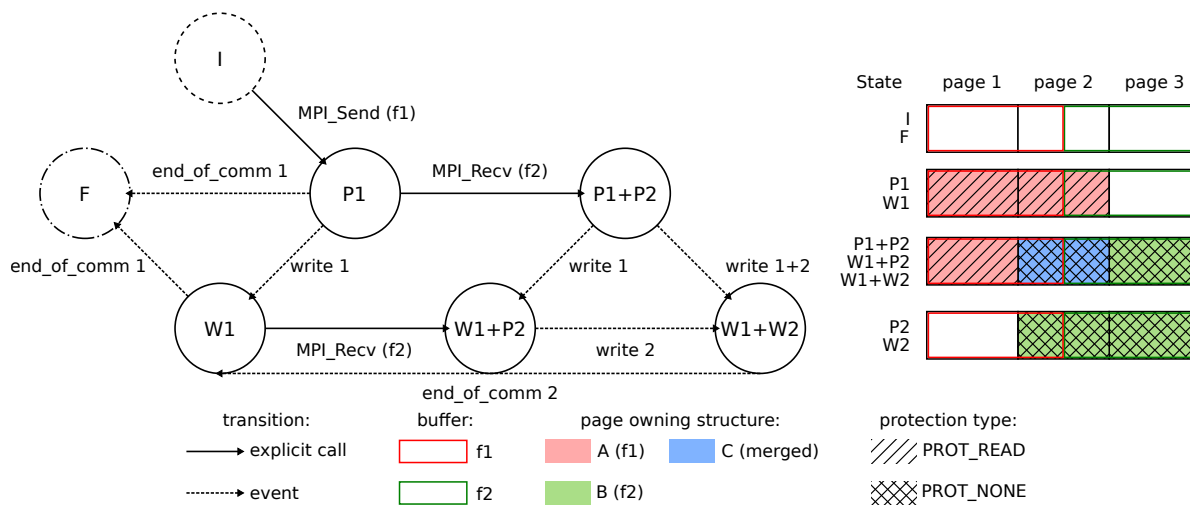 I
MPI_Send (f1)
F
end_of_comm 1
P1
MPI_Recv (f2)
P1+P2
end_of_comm 1
write 1
write 1
write 1+2
W1
MPI_Recv (f2)
W1+P2
write 2
W1+W2
end_of_comm 2
State page 1 page 2 page 3
I
F
P1
W1
P1+P2
W1+P2
W1+W2
P2
W2
transition: buffer: page owning structure: protection type:
explicit call f1 A (f1) C (merged) PROT_READ
event f2 B (f2) PROT_NONE